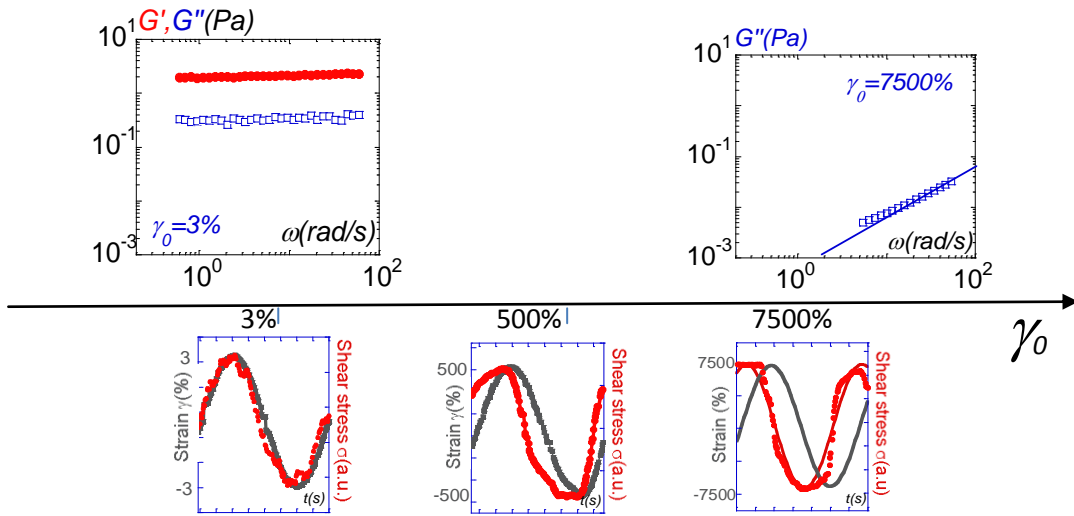 G',G''(Pa)
10¹
10⁻¹
10⁻³
γ₀=3%
ω(rad/s)
10⁰
10²
G''(Pa)
10¹
10⁻¹
10⁻²
10⁻³
γ₀=7500%
ω(rad/s)
10⁰
10²
3%
500%
7500%
γ₀
Strain γ(%)
3
-3
t(s)
Shear stress σ(a.u.)
Strain γ(%)
500
-500
t(s)
Shear stress σ(a.u.)
Strain (%)
7500
-7500
t(s)
Shear stress σ(a.u)